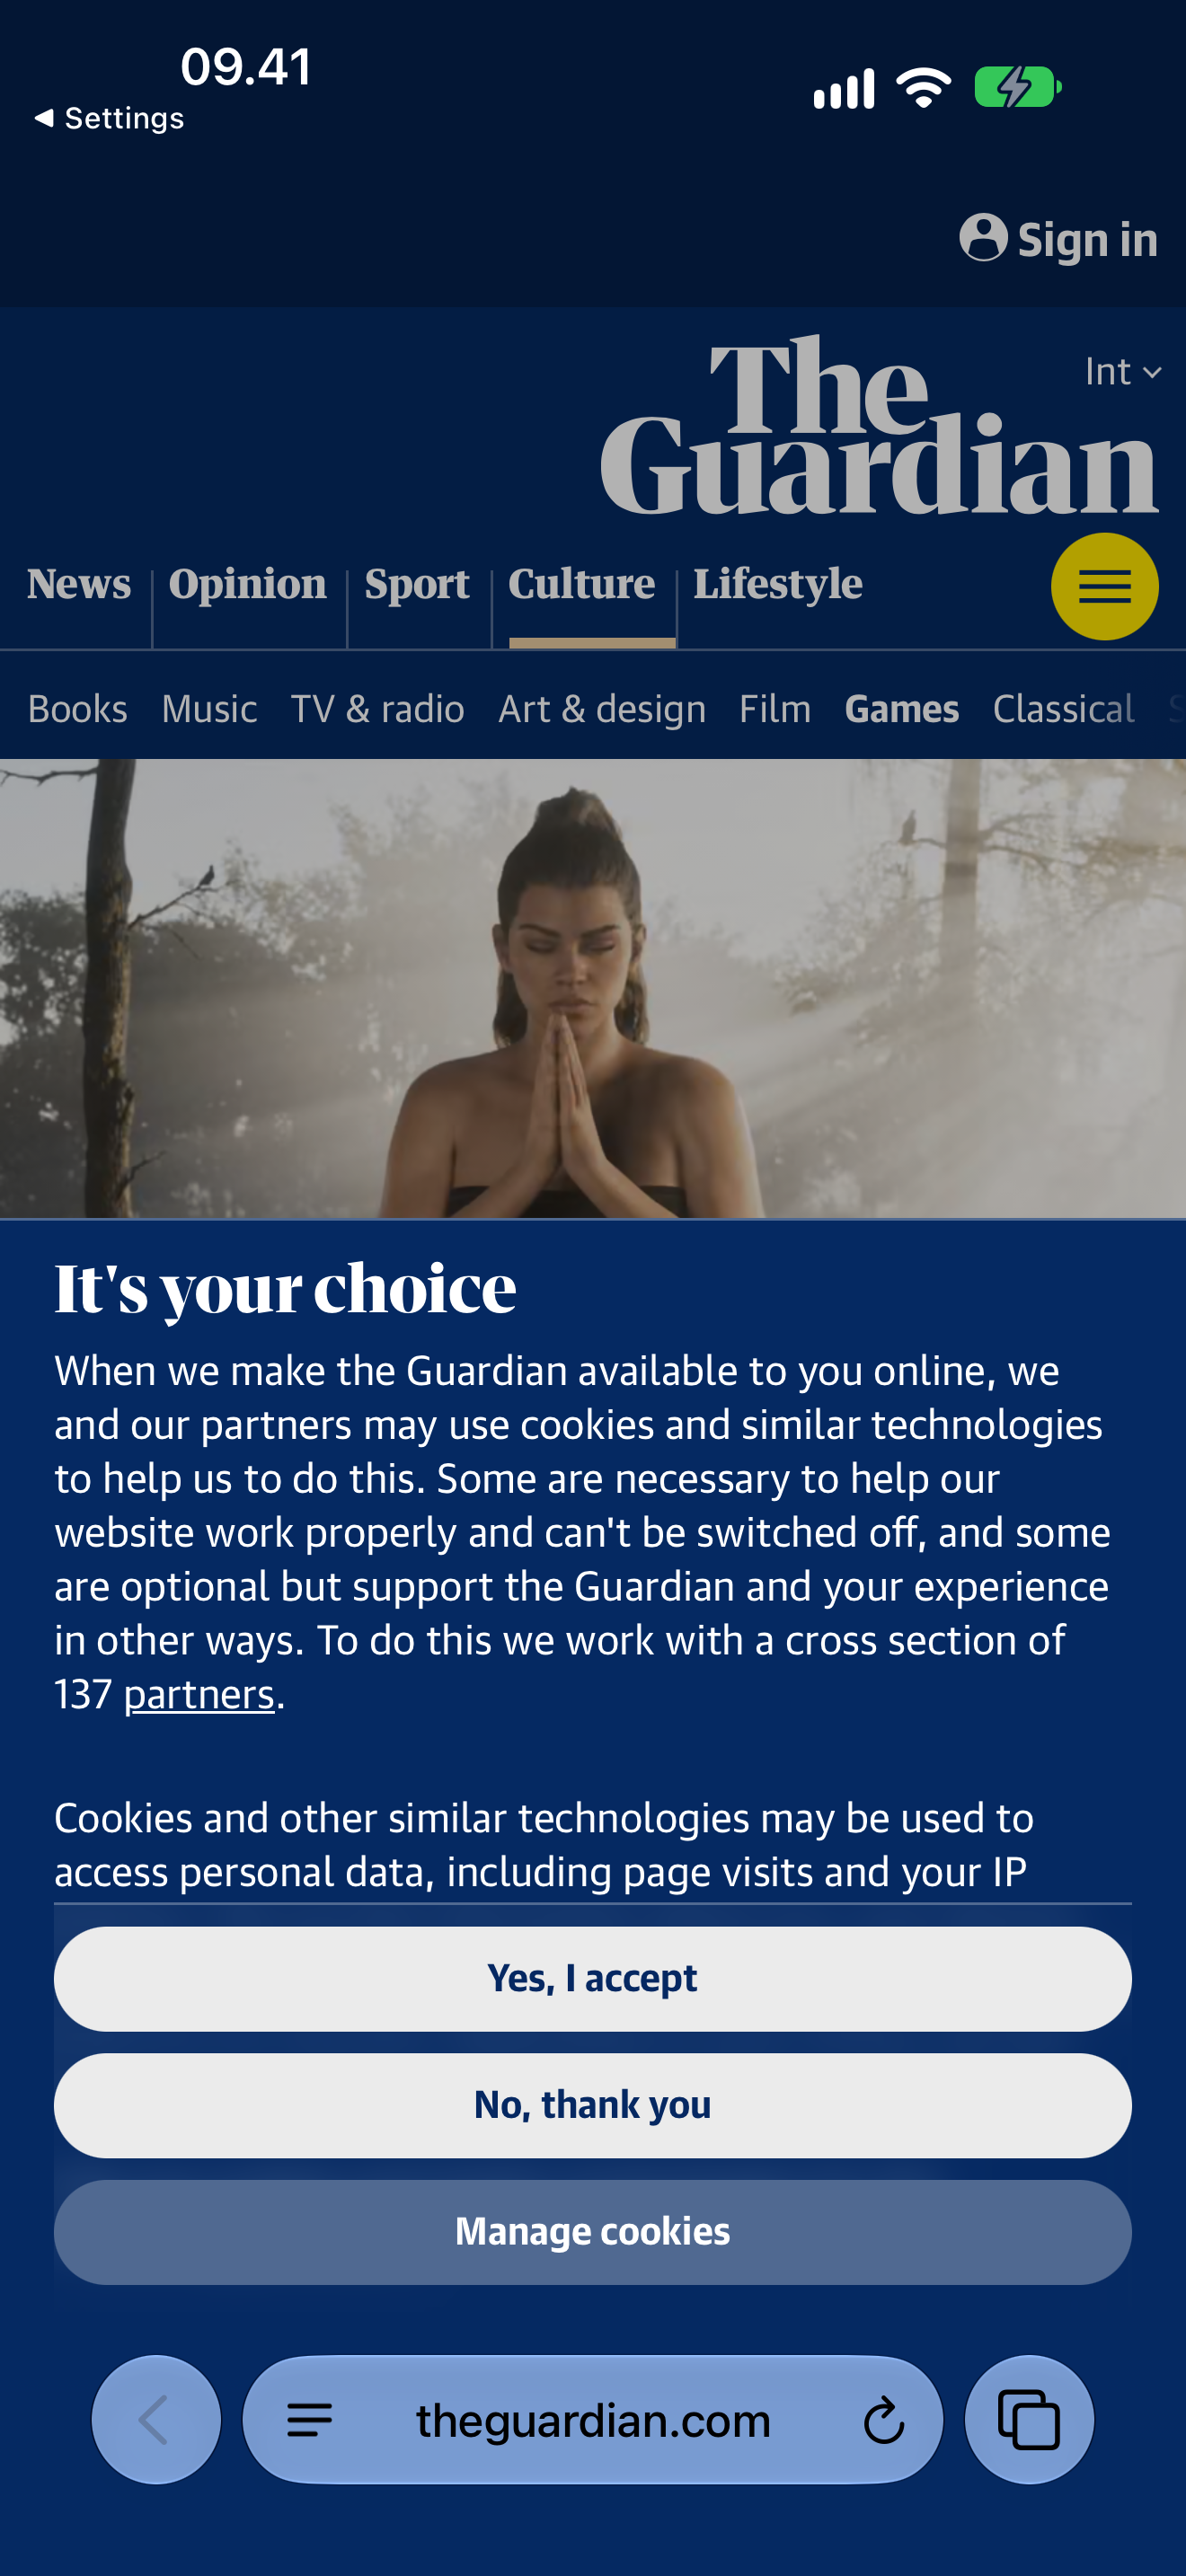 09.41
Settings
Sign in
The
Guardian
Int
News
Opinion
Sport
Culture
Lifestyle
Books
Music
TV & radio
Art & design
Film
Games
Classical
It's your choice
When we make the Guardian available to you online, we
and our partners may use cookies and similar technologies
to help us to do this. Some are necessary to help our
website work properly and can't be switched off, and some
are optional but support the Guardian and your experience
in other ways. To do this we work with a cross section of
137 partners.
Cookies and other similar technologies may be used to
access personal data, including page visits and your IP
Yes, I accept
No, thank you
Manage cookies
theguardian.com